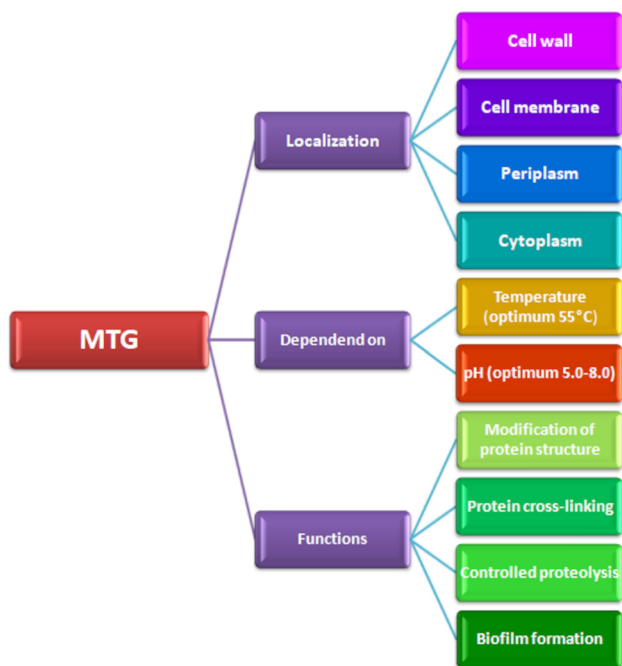 MTG
Localization
Cell wall
Cell membrane
Periplasm
Cytoplasm
Dependend on
Temperature
(optimum 55°C)
pH (optimum 5.0-8.0)
Functions
Modification of
protein structure
Protein cross-linking
Controlled proteolysis
Biofilm formation